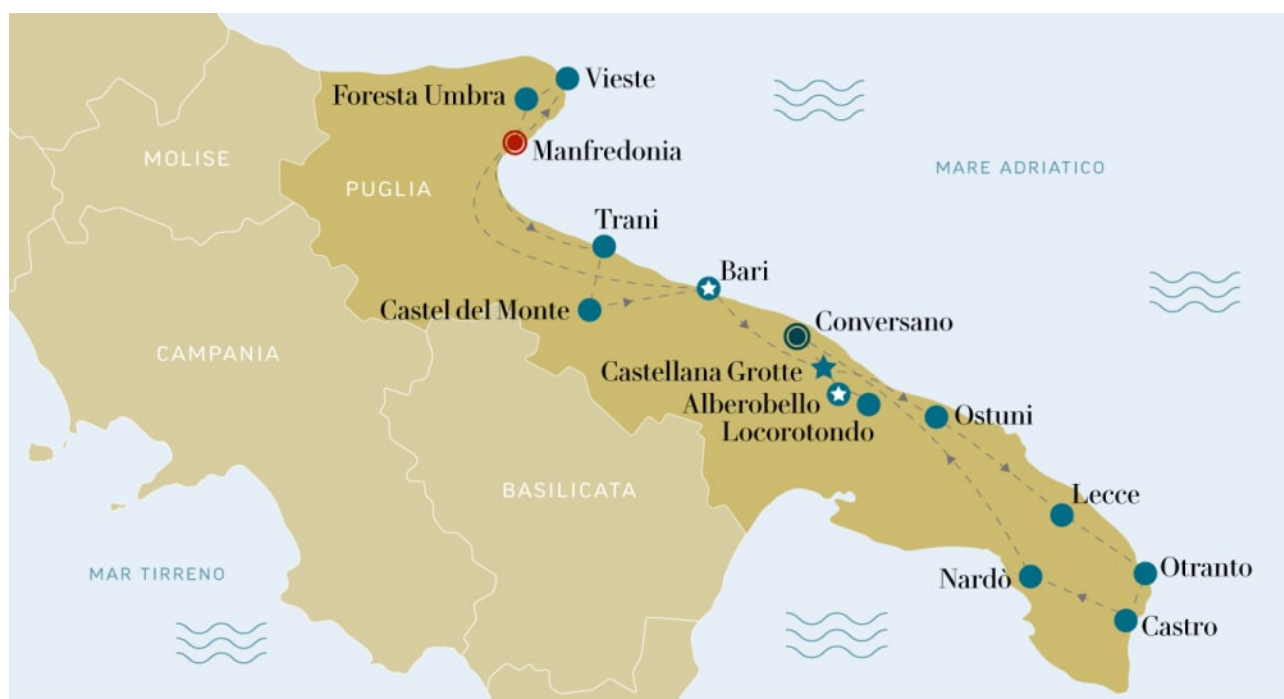 Vieste
Foresta Umbra
Manfredonia
MOLISE
MARE ADRIATICO
PUGLIA
Trani
Bari
Castel del Monte
Conversano
CAMPANIA
Castellana Grotte
Alberobello
Ostuni
Locorotondo
BASILICATA
Lecce
MAR TIRRENO
Nardò
Otranto
Castro